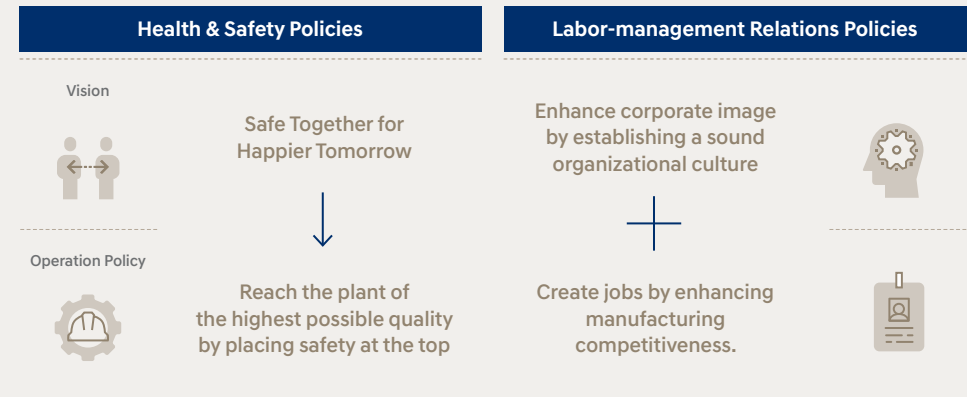 Health & Safety Policies
Vision
Safe Together for
Happier Tomorrow
Operation Policy
Reach the plant of
the highest possible quality
by placing safety at the top
Labor-management Relations Policies
Enhance corporate image
by establishing a sound
organizational culture
Create jobs by enhancing
manufacturing
competitiveness.